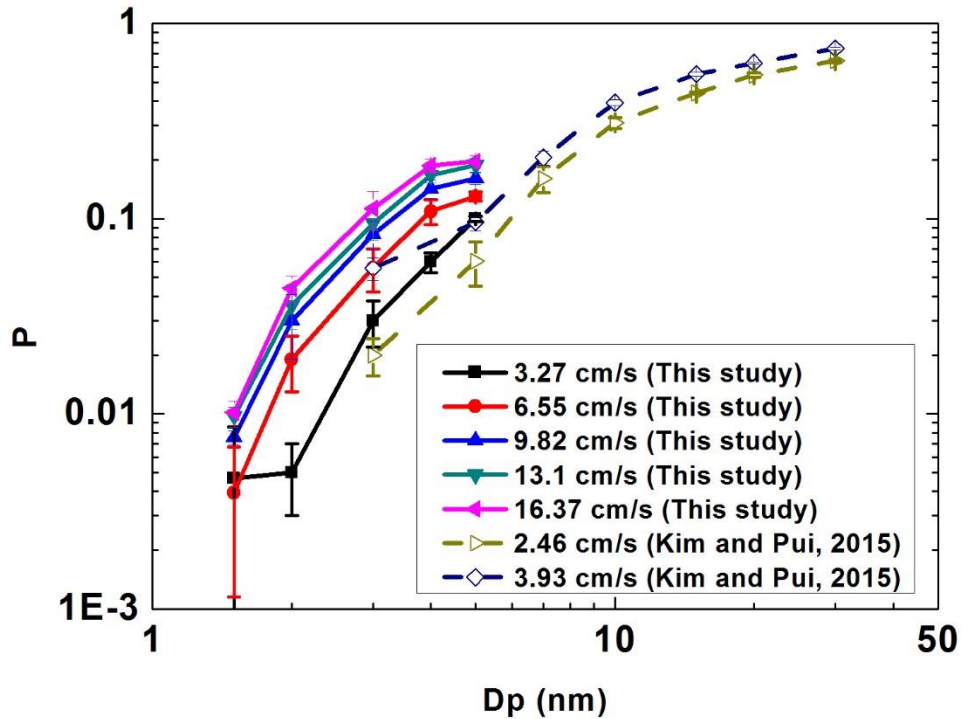 1
0.1
0.01
1E-3
P
3.27 cm/s (This study)
6.55 cm/s (This study)
9.82 cm/s (This study)
13.1 cm/s (This study)
16.37 cm/s (This study)
2.46 cm/s (Kim and Pui, 2015)
3.93 cm/s (Kim and Pui, 2015)
1 10 50
Dp (nm)